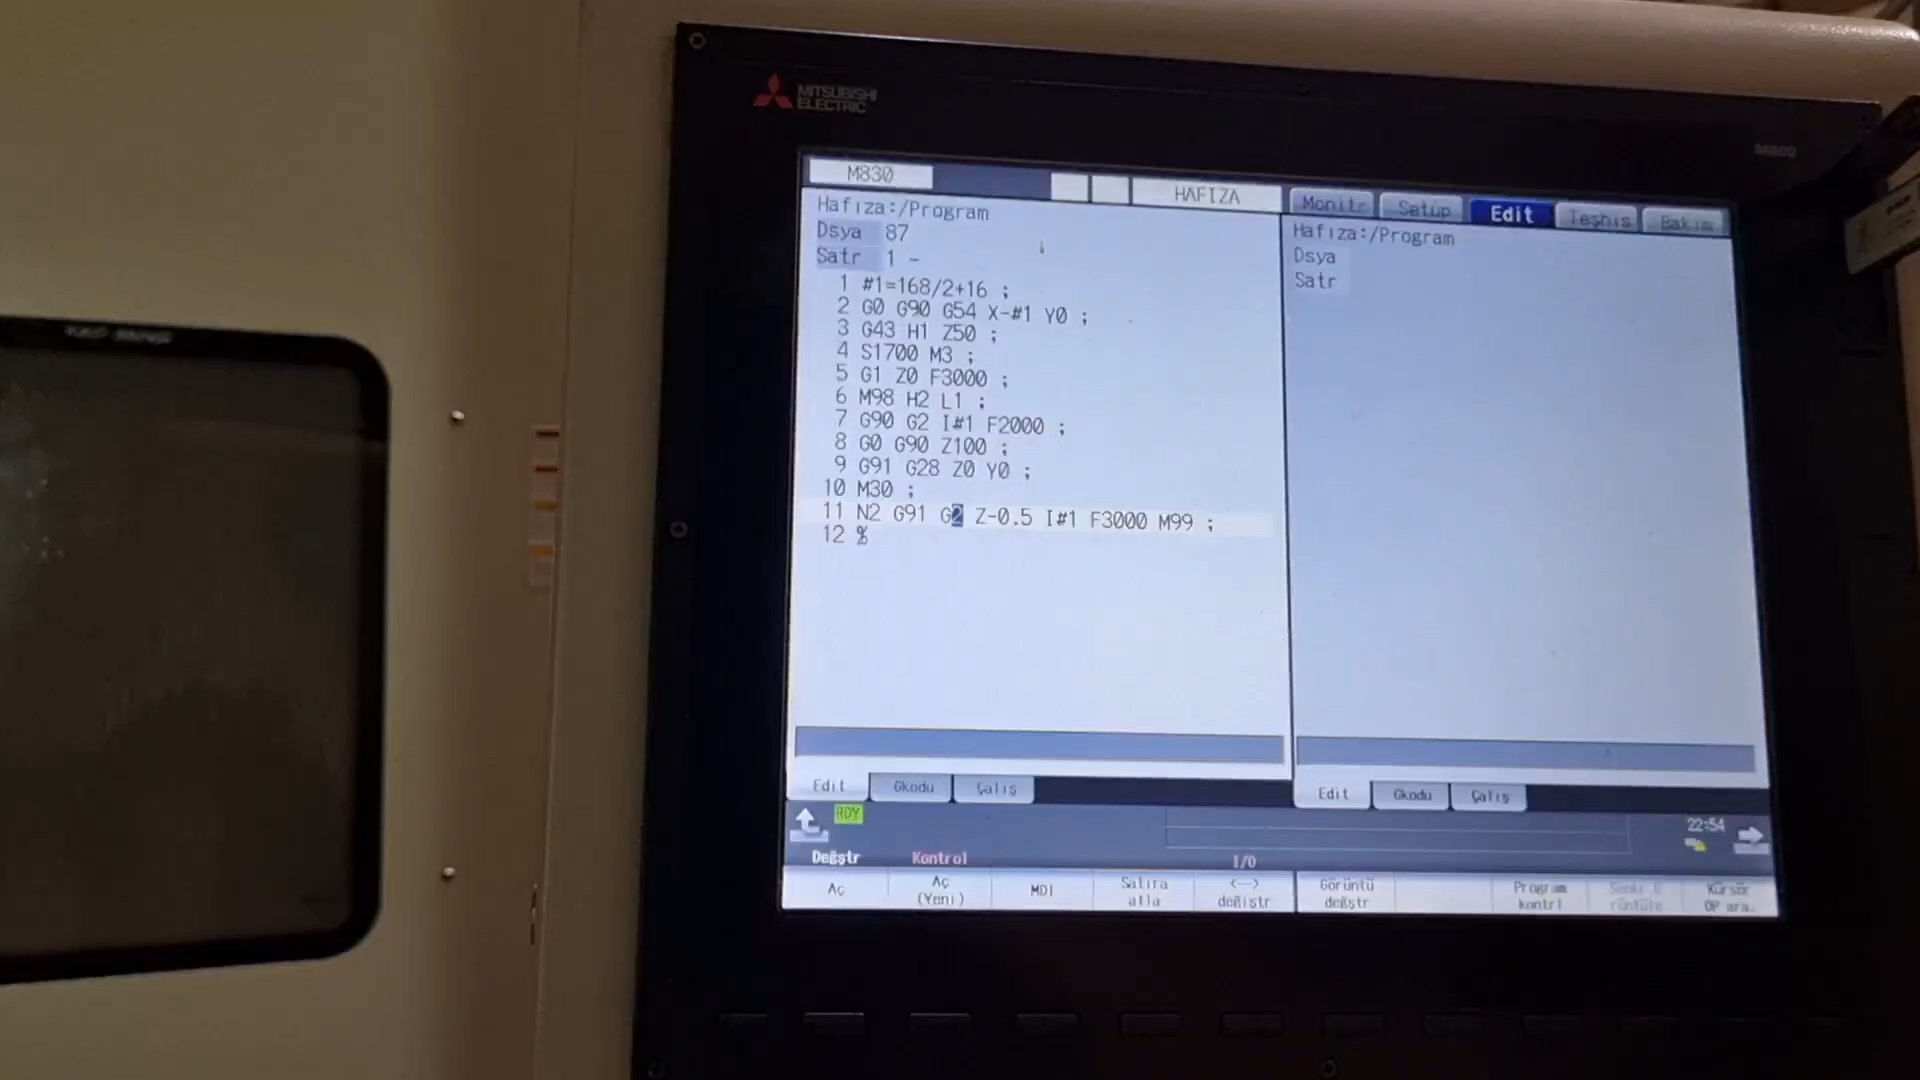 MITSUBISHI
ELECTRIC
M800
M830
HAFIZA
Monitr Setup Edit Teşhis Bakım
Hafıza:/Program
Dsya 87
Satr 1 -
1 #1=168/2+16 ;
2 G0 G90 G54 X-#1 Y0 ;
3 G43 H1 Z50 ;
4 S1700 M3 ;
5 G1 Z0 F3000 ;
6 M98 H2 L1 ;
7 G90 G2 I#1 F2000 ;
8 G0 G90 Z100 ;
9 G91 G28 Z0 Y0 ;
10 M30 ;
11 N2 G91 G2 Z-0.5 I#1 F3000 M99 ;
12 %
Hafıza:/Program
Dsya
Satr
Edit Gkodu Çalış
Edit Gkodu Çalış
RDY
22:54
Değştr Kontrol I/O
Aç
Aç (Yeni)
MDI
Satıra atla
<--> değiştr
Görüntü değştr
Program kontrl
Kürsör OP ara.